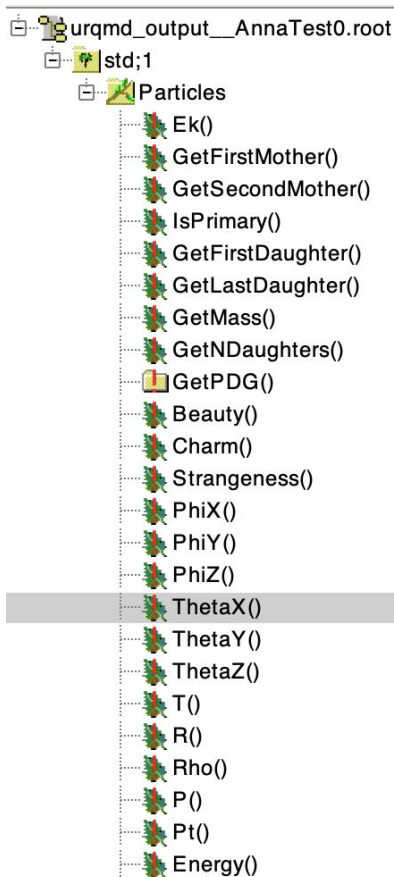 urqmd_output__AnnaTest0.root
std;1
Particles
Ek()
GetFirstMother()
GetSecondMother()
IsPrimary()
GetFirstDaughter()
GetLastDaughter()
GetMass()
GetNDaughters()
GetPDG()
Beauty()
Charm()
Strangeness()
PhiX()
PhiY()
PhiZ()
ThetaX()
ThetaY()
ThetaZ()
T()
R()
Rho()
P()
Pt()
Energy()